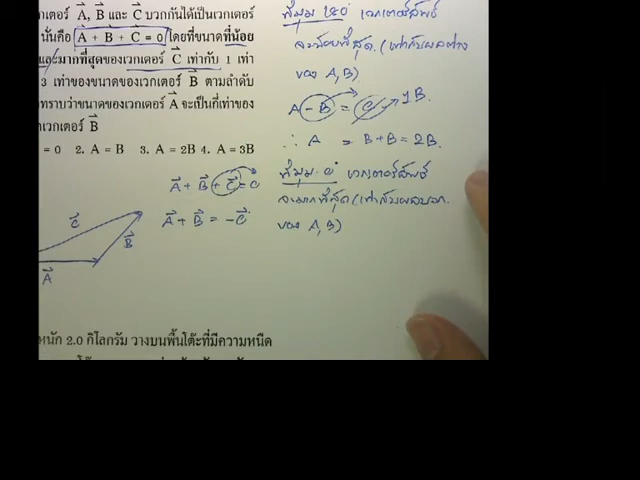 กเตอร์ A⃗, B⃗ และ C⃗ บวกกันได้เป็นเวกเตอร์
นั่นคือ A⃗ + B⃗ + C⃗ = 0 โดยที่ขนาดที่น้อย
และมากที่สุดของเวกเตอร์ C⃗ เท่ากับ 1 เท่า
3 เท่าของขนาดของเวกเตอร์ B⃗ ตามลำดับ
ทราบว่าขนาดของเวกเตอร์ A⃗ จะเป็นกี่เท่าของ
กเตอร์ B⃗
= 0 2. A = B 3. A = 2B 4. A = 3B
A⃗ + B⃗ + C⃗ = 0
A⃗ + B⃗ = -C⃗
C⃗
B⃗
A⃗
ที่มุม 180° เวกเตอร์ลัพธ์
จะน้อยที่สุด (เท่ากับผลต่าง
ของ A, B)
A - B = C 1B
∴ A = B + B = 2B
ที่มุม 0° เวกเตอร์ลัพธ์
จะมากที่สุด (เท่ากับผลบวก
ของ A, B)
หนัก 2.0 กิโลกรัม วางบนพื้นโต๊ะที่มีความหนืด